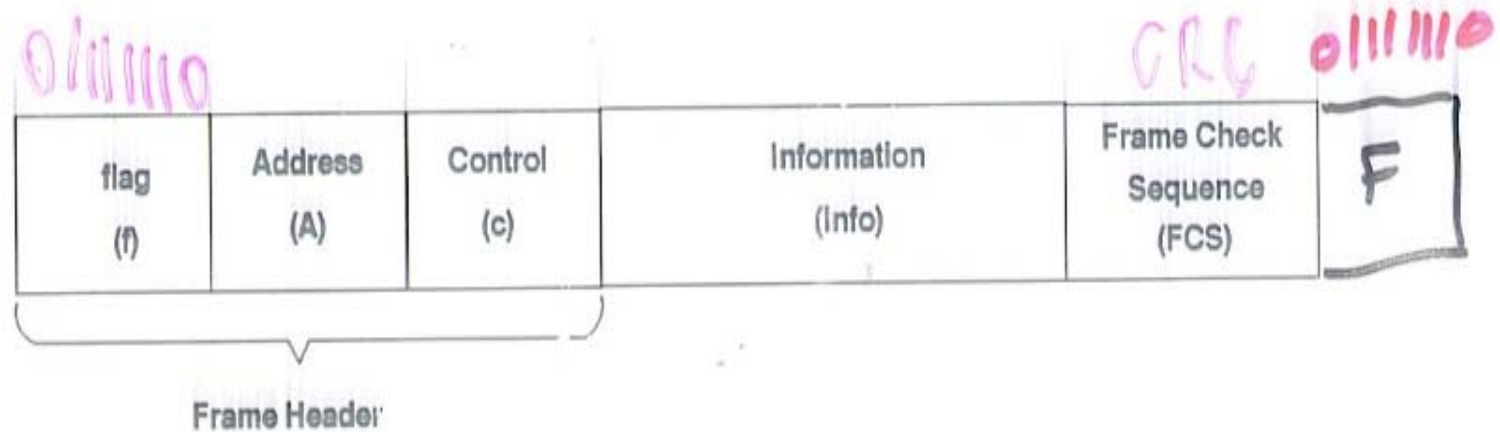 01111110
CRC
01111110
flag
(f)
Address
(A)
Control
(c)
Information
(Info)
Frame Check
Sequence
(FCS)
F
Frame Header